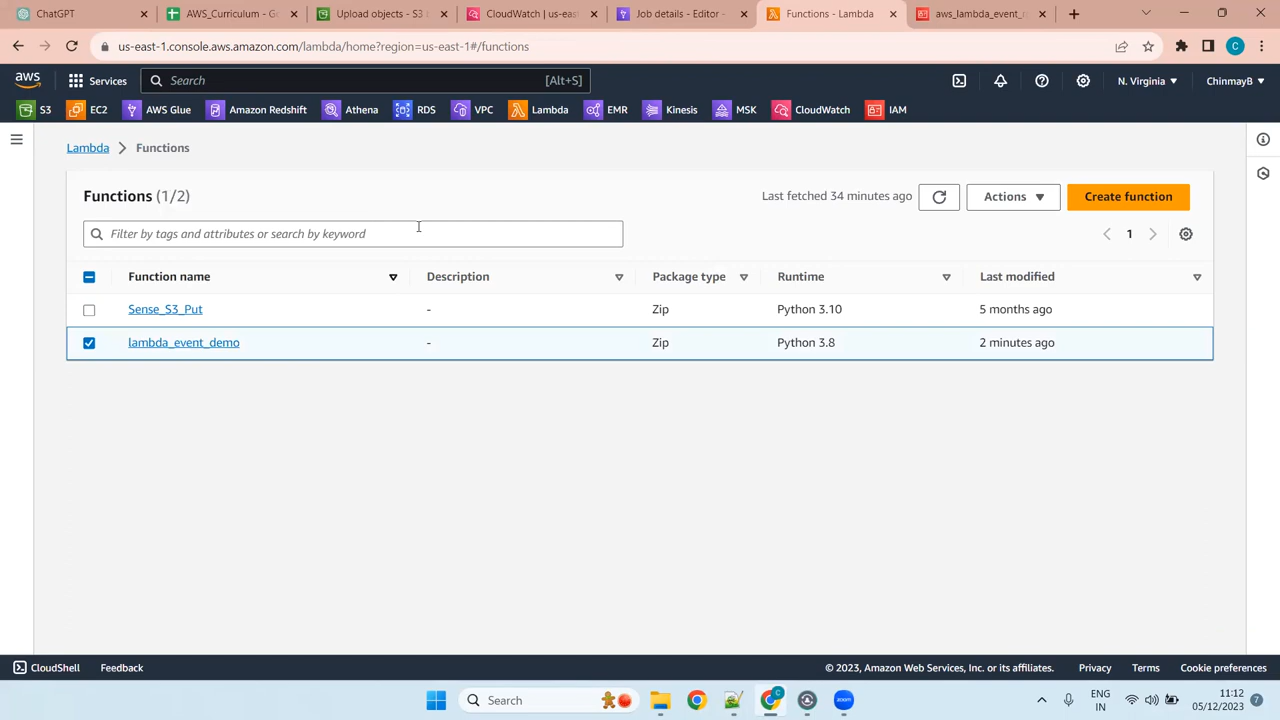 ChatGPT
AWS_Curriculum - G
Upload objects - S3 b
CloudWatch | us-east
Job details - Editor -
Functions - Lambda
aws_lambda_event_r
us-east-1.console.aws.amazon.com/lambda/home?region=us-east-1#/functions
aws
Services
Search
[Alt+S]
N. Virginia
ChinmayB
S3
EC2
AWS Glue
Amazon Redshift
Athena
RDS
VPC
Lambda
EMR
Kinesis
MSK
CloudWatch
IAM
Lambda
Functions
Functions (1/2)
Last fetched 34 minutes ago
Actions
Create function
Filter by tags and attributes or search by keyword
1
Function name
Description
Package type
Runtime
Last modified
Sense_S3_Put
-
Zip
Python 3.10
5 months ago
lambda_event_demo
-
Zip
Python 3.8
2 minutes ago
CloudShell
Feedback
© 2023, Amazon Web Services, Inc. or its affiliates.
Privacy
Terms
Cookie preferences
Search
ENG
IN
11:12
05/12/2023